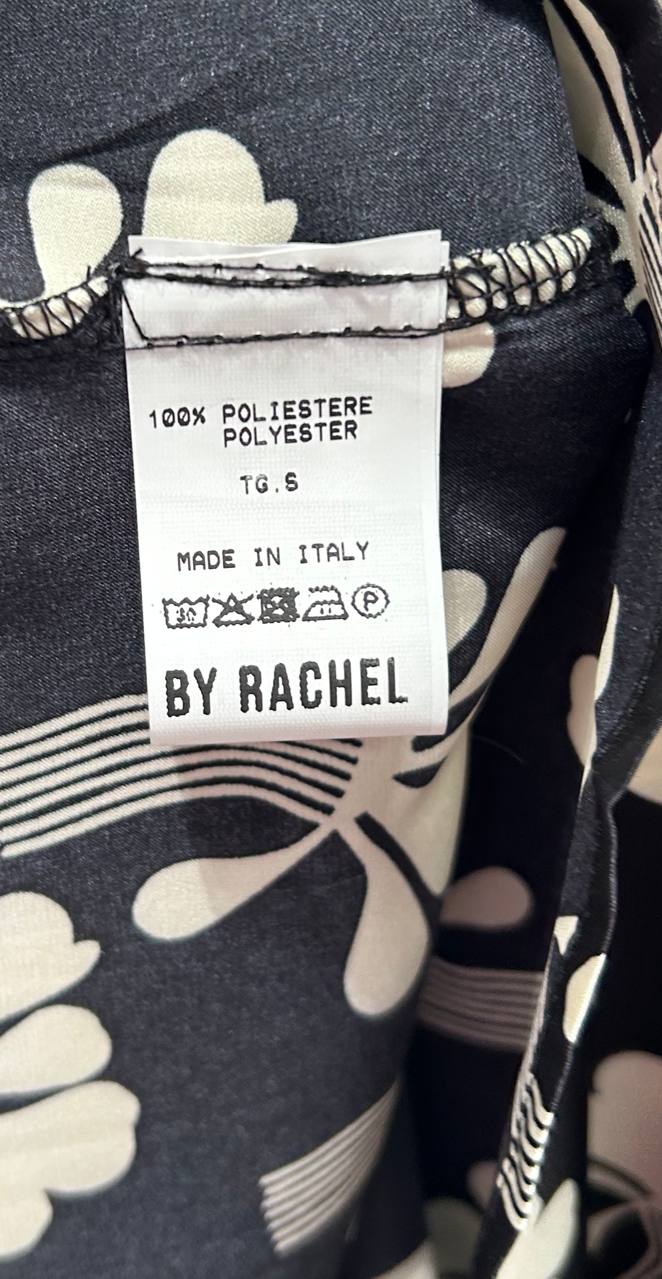 100% POLIESTERE
POLYESTER
TG.S
MADE IN ITALY
30 P
BY RACHEL